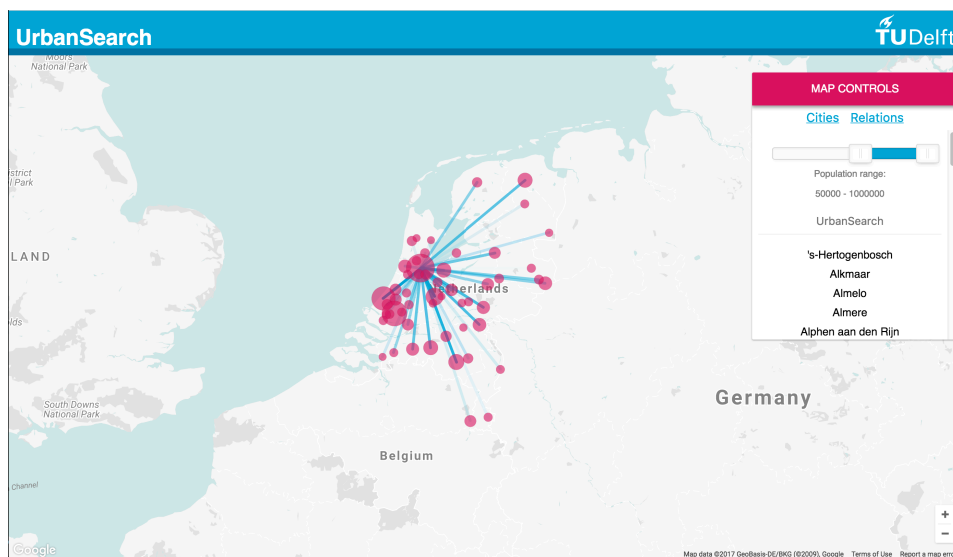 UrbanSearch
TUDelft
Moors
National Park
MAP CONTROLS
Cities Relations
Population range:
50000 - 1000000
UrbanSearch
's-Hertogenbosch
Alkmaar
Almelo
Almere
Alphen aan den Rijn
istrict
l Park
LAND
Netherlands
lds
South Downs
National Park
Germany
Belgium
Channel
+
−
Google
Map data ©2017 GeoBasis-DE/BKG (©2009), Google Terms of Use Report a map erro